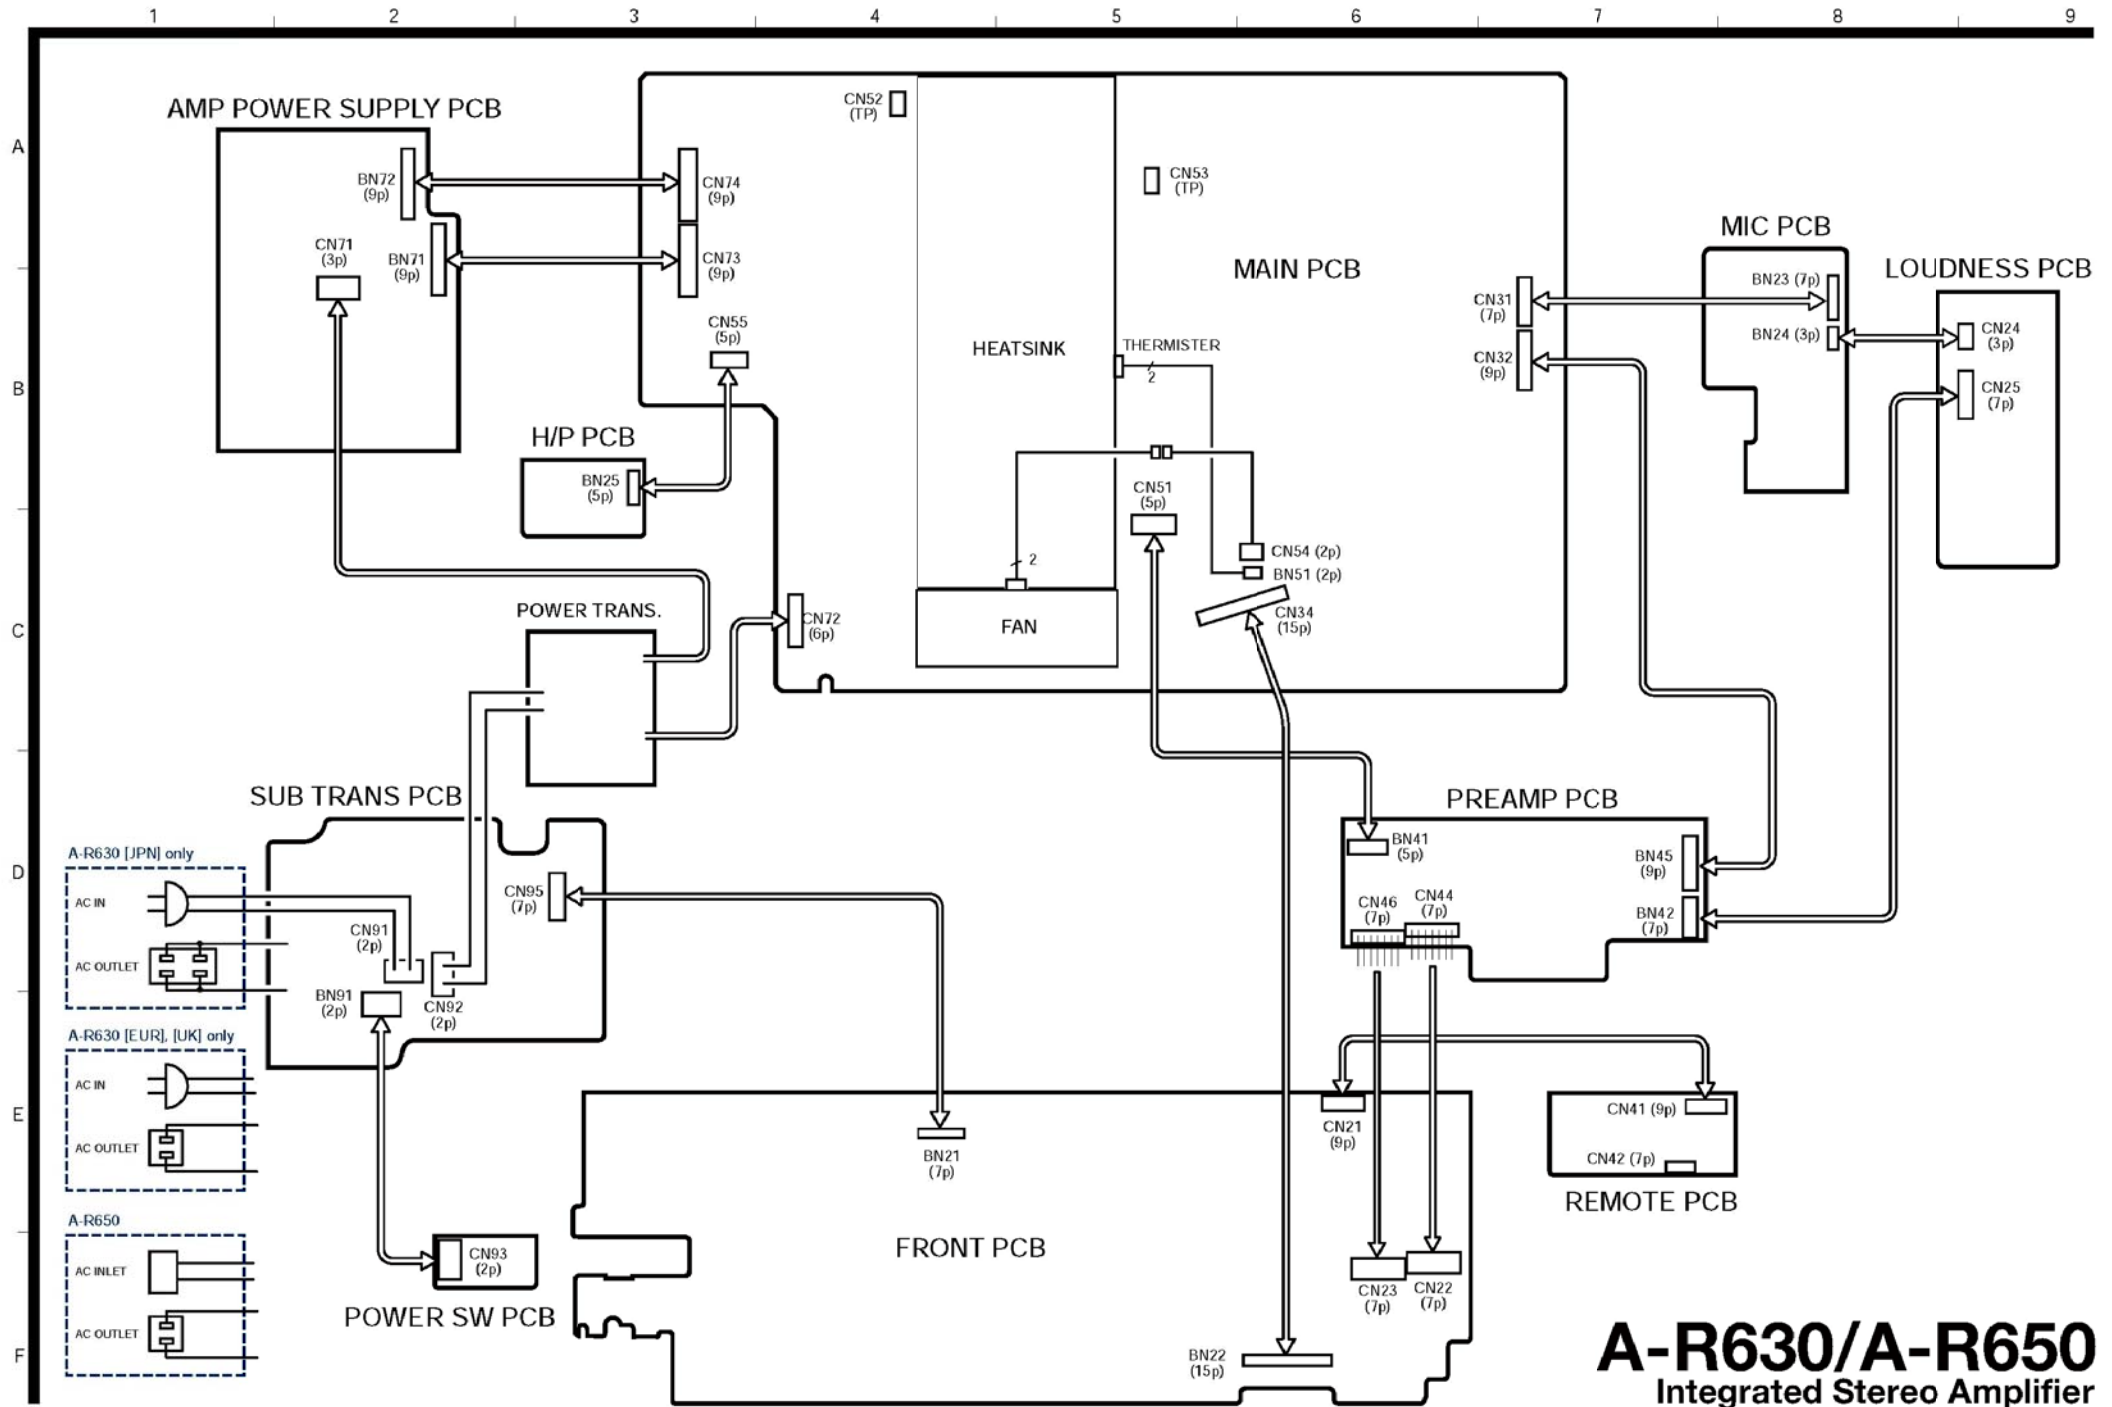 1 2 3 4 5 6 7 8 9
A
B
C
D
E
F
AMP POWER SUPPLY PCB
BN72
(9p)
CN71
(3p)
BN71
(9p)
CN74
(9p)
CN73
(9p)
CN55
(5p)
CN52
(TP)
CN53
(TP)
MAIN PCB
HEATSINK
THERMISTER
2
CN31
(7p)
CN32
(9p)
MIC PCB
BN23 (7p)
BN24 (3p)
LOUDNESS PCB
CN24
(3p)
CN25
(7p)
H/P PCB
BN25
(5p)
CN51
(5p)
2
CN54 (2p)
BN51 (2p)
CN34
(15p)
FAN
POWER TRANS.
CN72
(6p)
SUB TRANS PCB
CN95
(7p)
CN91
(2p)
BN91
(2p)
CN92
(2p)
PREAMP PCB
BN41
(5p)
BN45
(9p)
CN46
(7p)
CN44
(7p)
BN42
(7p)
A-R630 [JPN] only
AC IN
AC OUTLET
A-R630 [EUR], [UK] only
AC IN
AC OUTLET
A-R650
AC INLET
AC OUTLET
CN93
(2p)
POWER SW PCB
BN21
(7p)
CN21
(9p)
FRONT PCB
CN23
(7p)
CN22
(7p)
BN22
(15p)
CN41 (9p)
CN42 (7p)
REMOTE PCB
A-R630/A-R650
Integrated Stereo Amplifier